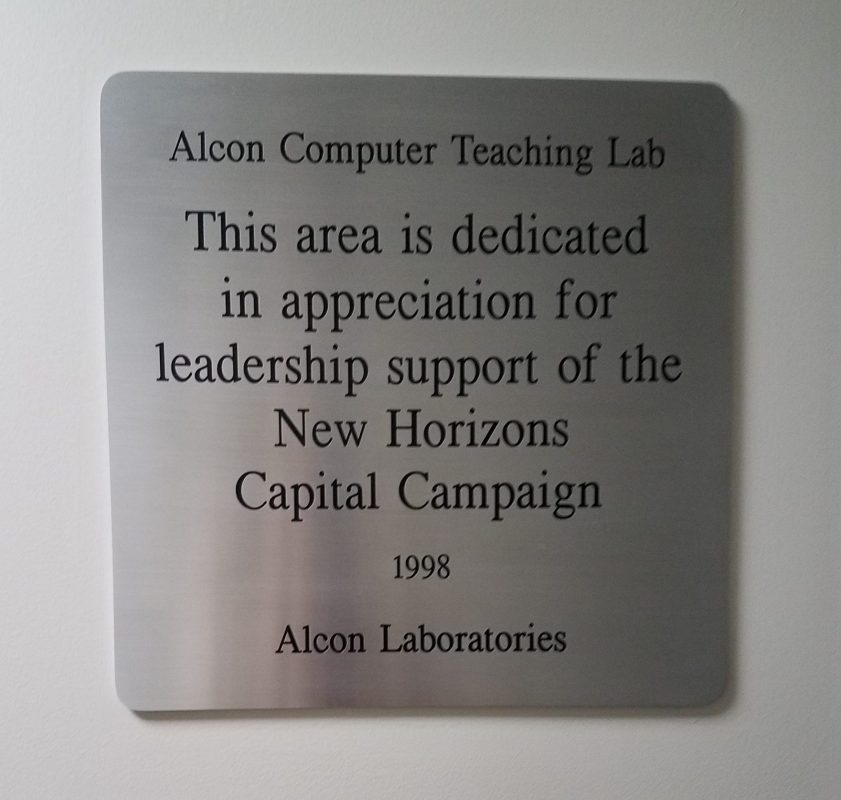 Alcon Computer Teaching Lab
This area is dedicated
in appreciation for
leadership support of the
New Horizons
Capital Campaign
1998
Alcon Laboratories